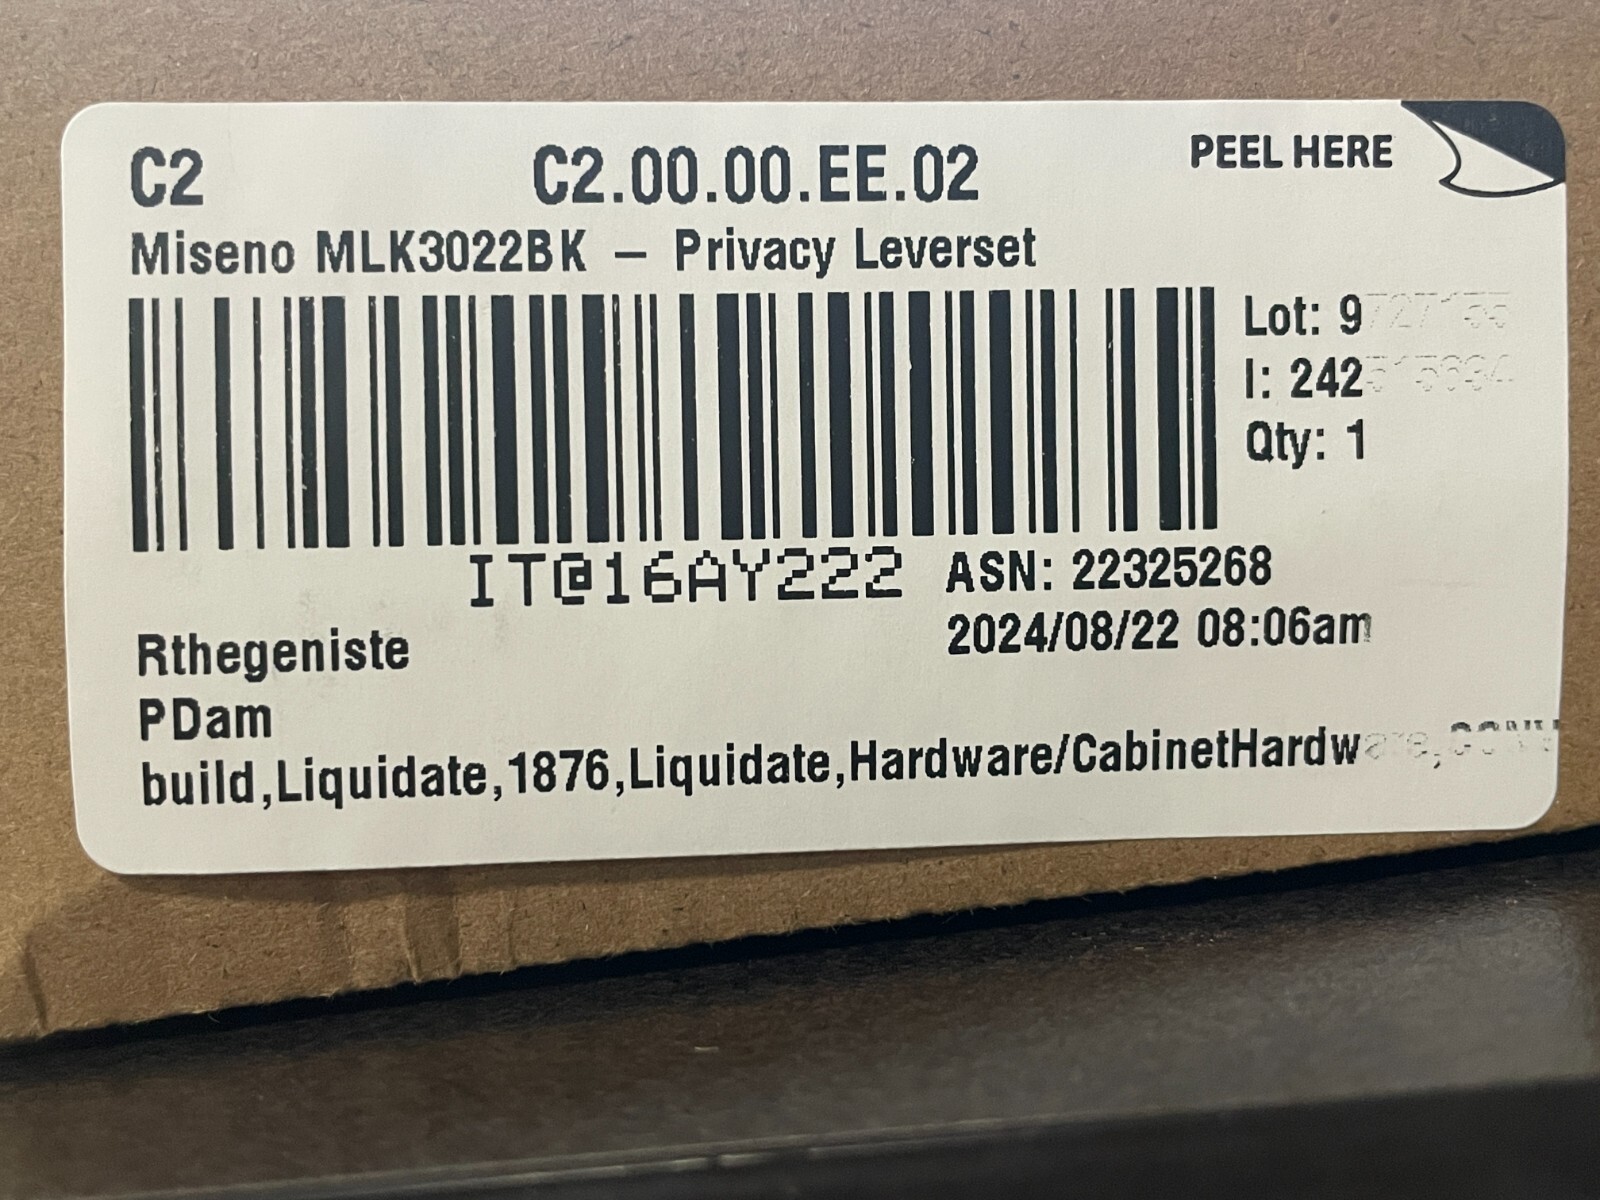 C2 C2.00.00.EE.02 PEEL HERE
Miseno MLK3022BK – Privacy Leverset
Lot: 9
I: 242
Qty: 1
IT@16AY222 ASN: 22325268
2024/08/22 08:06am
Rthegeniste
PDam
build,Liquidate,1876,Liquidate,Hardware/CabinetHardware,